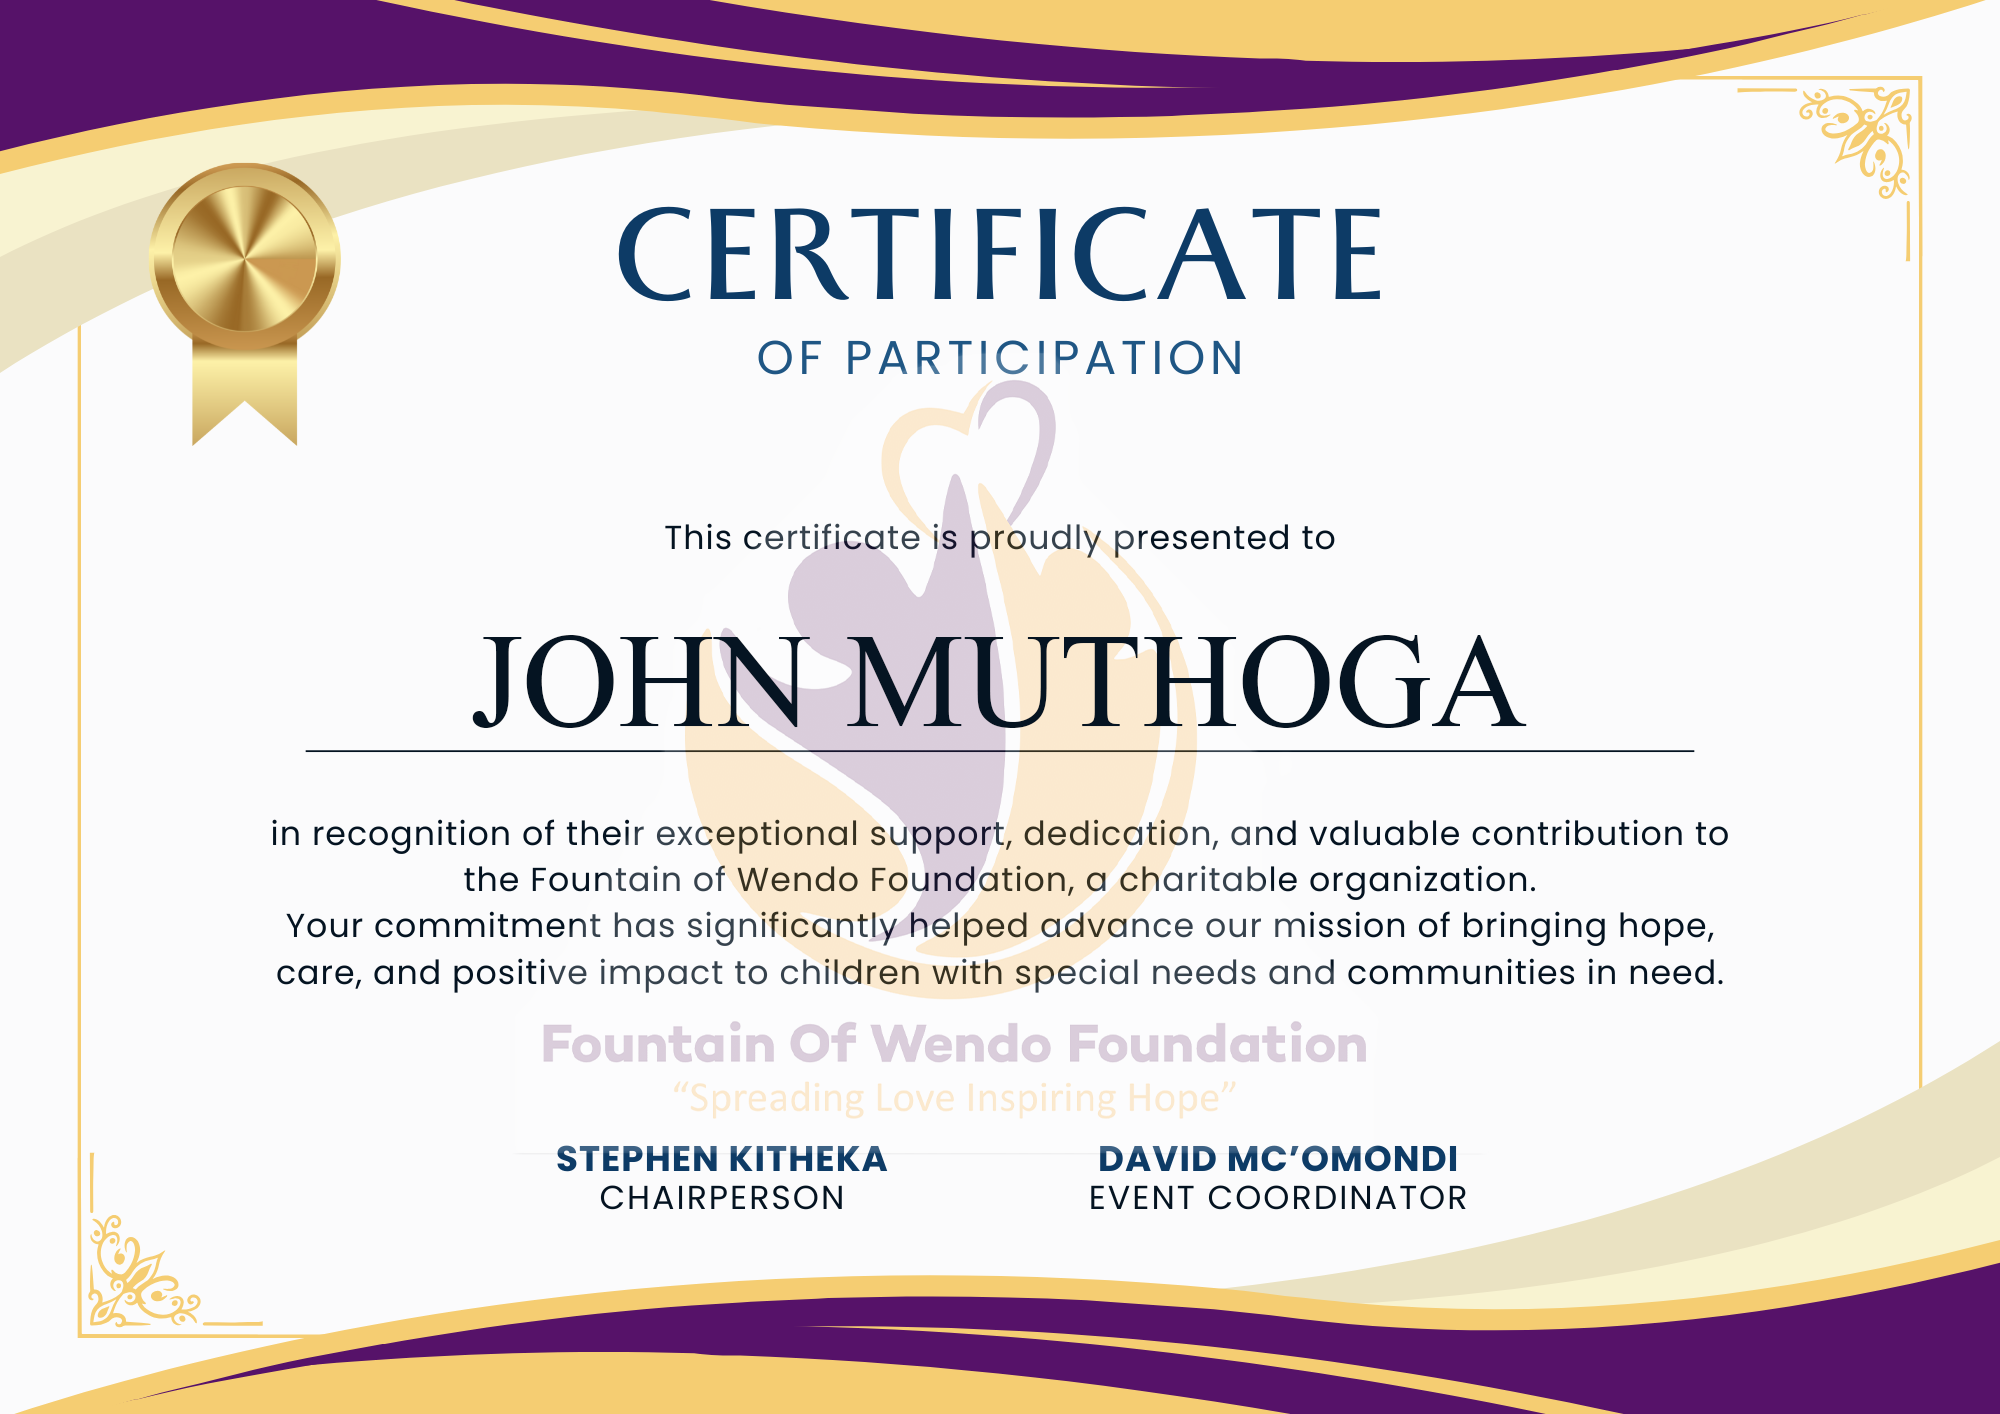 CERTIFICATE
OF PARTICIPATION
This certificate is proudly presented to
JOHN MUTHOGA
in recognition of their exceptional support, dedication, and valuable contribution to
the Fountain of Wendo Foundation, a charitable organization.
Your commitment has significantly helped advance our mission of bringing hope,
care, and positive impact to children with special needs and communities in need.
Fountain Of Wendo Foundation
“Spreading Love Inspiring Hope”
STEPHEN KITHEKA
CHAIRPERSON
DAVID MC’OMONDI
EVENT COORDINATOR